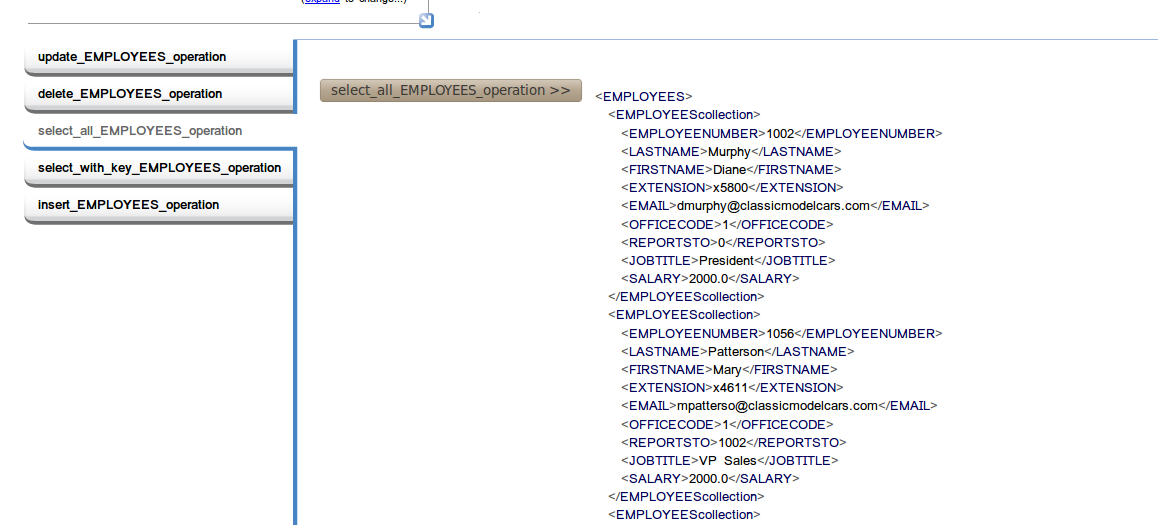 (expand to change...)
update_EMPLOYEES_operation
delete_EMPLOYEES_operation
select_all_EMPLOYEES_operation
select_with_key_EMPLOYEES_operation
insert_EMPLOYEES_operation
select_all_EMPLOYEES_operation >>
<EMPLOYEES>
<EMPLOYEEScollection>
<EMPLOYEENUMBER>1002</EMPLOYEENUMBER>
<LASTNAME>Murphy</LASTNAME>
<FIRSTNAME>Diane</FIRSTNAME>
<EXTENSION>x5800</EXTENSION>
<EMAIL>dmurphy@classicmodelcars.com</EMAIL>
<OFFICECODE>1</OFFICECODE>
<REPORTSTO>0</REPORTSTO>
<JOBTITLE>President</JOBTITLE>
<SALARY>2000.0</SALARY>
</EMPLOYEEScollection>
<EMPLOYEEScollection>
<EMPLOYEENUMBER>1056</EMPLOYEENUMBER>
<LASTNAME>Patterson</LASTNAME>
<FIRSTNAME>Mary</FIRSTNAME>
<EXTENSION>x4611</EXTENSION>
<EMAIL>mpatterso@classicmodelcars.com</EMAIL>
<OFFICECODE>1</OFFICECODE>
<REPORTSTO>1002</REPORTSTO>
<JOBTITLE>VP Sales</JOBTITLE>
<SALARY>2000.0</SALARY>
</EMPLOYEEScollection>
<EMPLOYEEScollection>